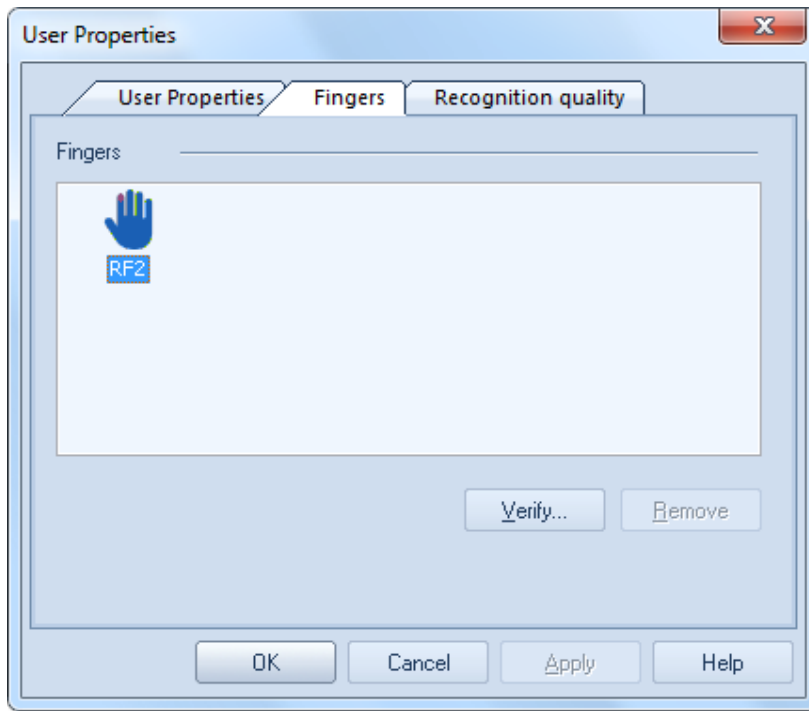 User Properties
X
User Properties Fingers Recognition quality
Fingers
RF2
Verify... Remove
OK Cancel Apply Help